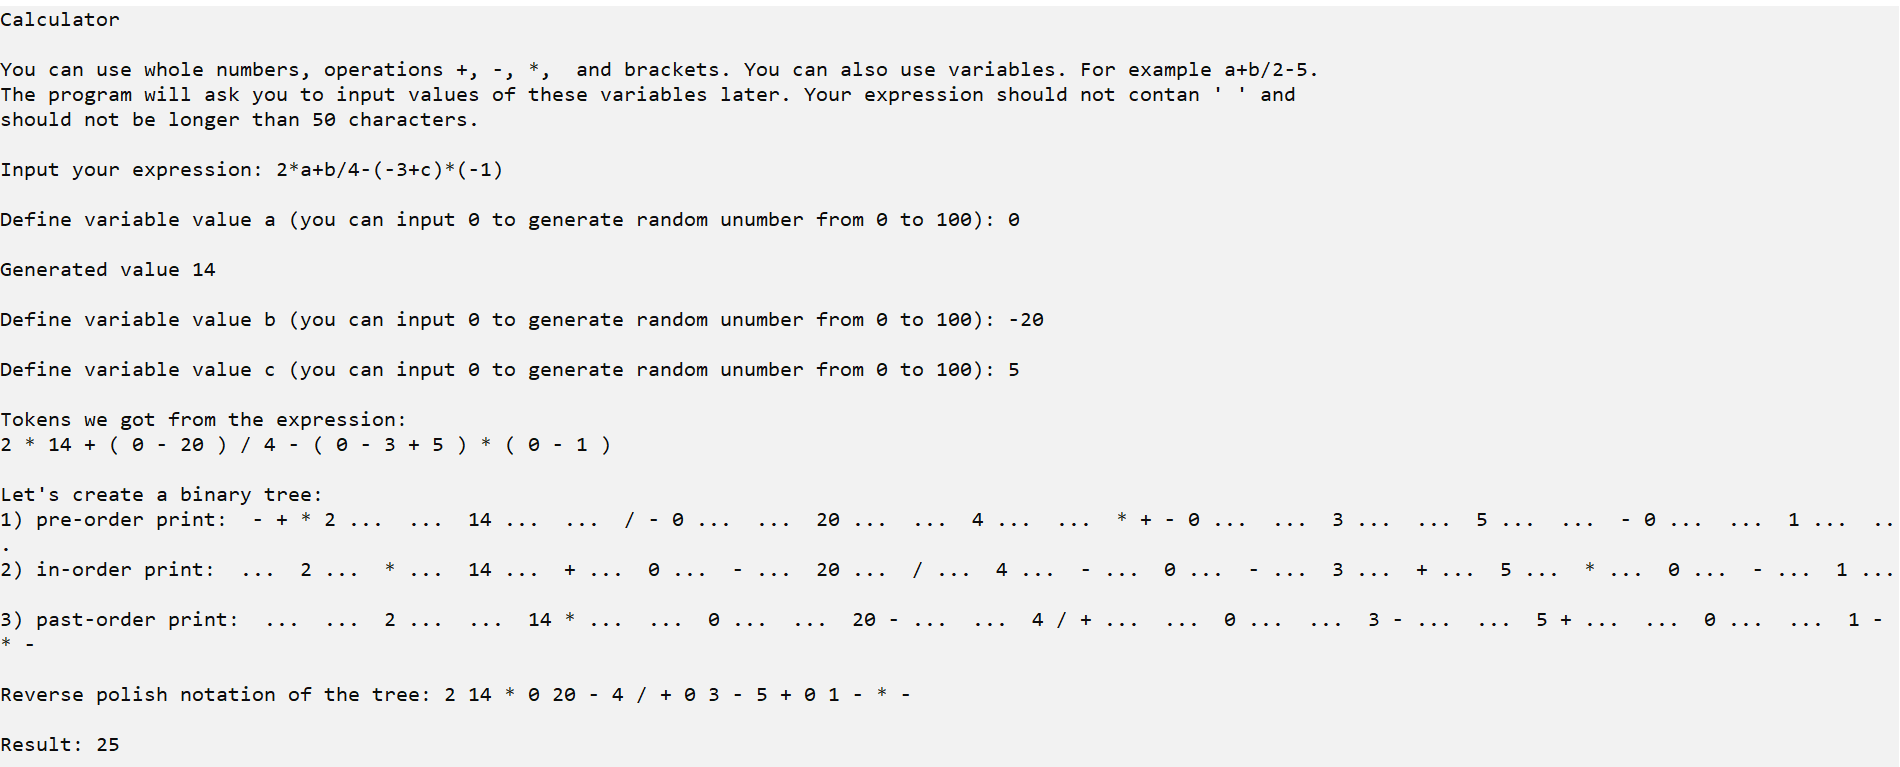 Calculator
You can use whole numbers, operations +, -, *,  and brackets. You can also use variables. For example a+b/2-5.
The program will ask you to input values of these variables later. Your expression should not contan ' ' and
should not be longer than 50 characters.
Input your expression: 2*a+b/4-(-3+c)*(-1)
Define variable value a (you can input 0 to generate random unumber from 0 to 100): 0
Generated value 14
Define variable value b (you can input 0 to generate random unumber from 0 to 100): -20
Define variable value c (you can input 0 to generate random unumber from 0 to 100): 5
Tokens we got from the expression:
2 * 14 + ( 0 - 20 ) / 4 - ( 0 - 3 + 5 ) * ( 0 - 1 )
Let's create a binary tree:
1) pre-order print:  - + * 2 ...  ...  14 ...  ...  / - 0 ...  ...  20 ...  ...  4 ...  ...  * + - 0 ...  ...  3 ...  ...  5 ...  ...  - 0 ...  ...  1 ...  ..
.
2) in-order print:  ...  2 ...  * ...  14 ...  + ...  0 ...  - ...  20 ...  / ...  4 ...  - ...  0 ...  - ...  3 ...  + ...  5 ...  * ...  0 ...  - ...  1 ...
3) past-order print:  ...  ...  2 ...  ...  14 * ...  ...  0 ...  ...  20 - ...  ...  4 / + ...  ...  0 ...  ...  3 - ...  ...  5 + ...  ...  0 ...  ...  1 -
* -
Reverse polish notation of the tree: 2 14 * 0 20 - 4 / + 0 3 - 5 + 0 1 - * -
Result: 25